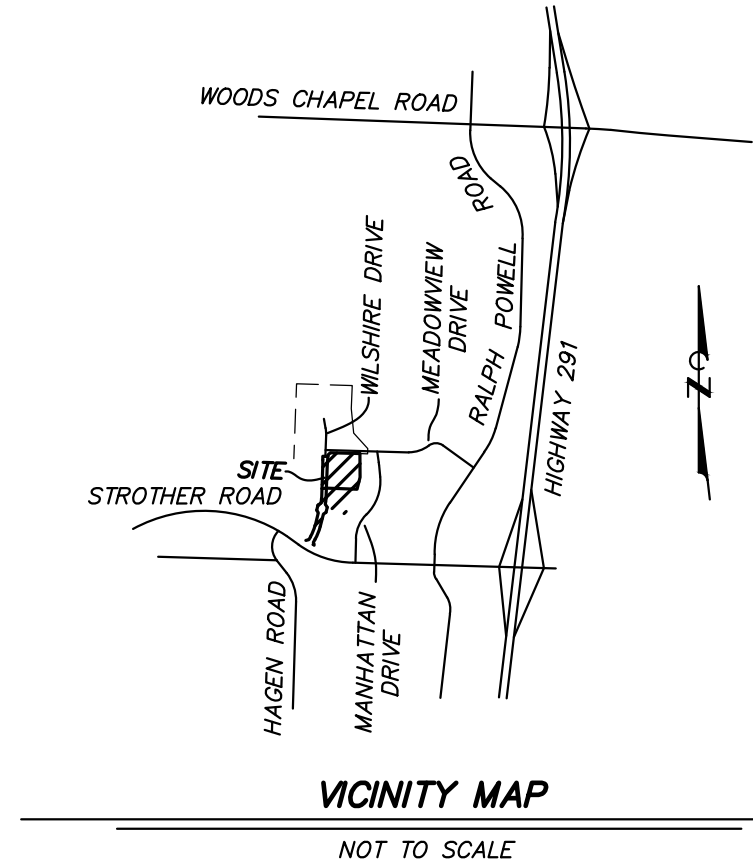 WOODS CHAPEL ROAD
ROAD
WILSHIRE DRIVE
MEADOWVIEW
DRIVE
RALPH POWELL
HIGHWAY 291
N
SITE
STROTHER ROAD
HAGEN ROAD
MANHATTAN
DRIVE
VICINITY MAP
NOT TO SCALE